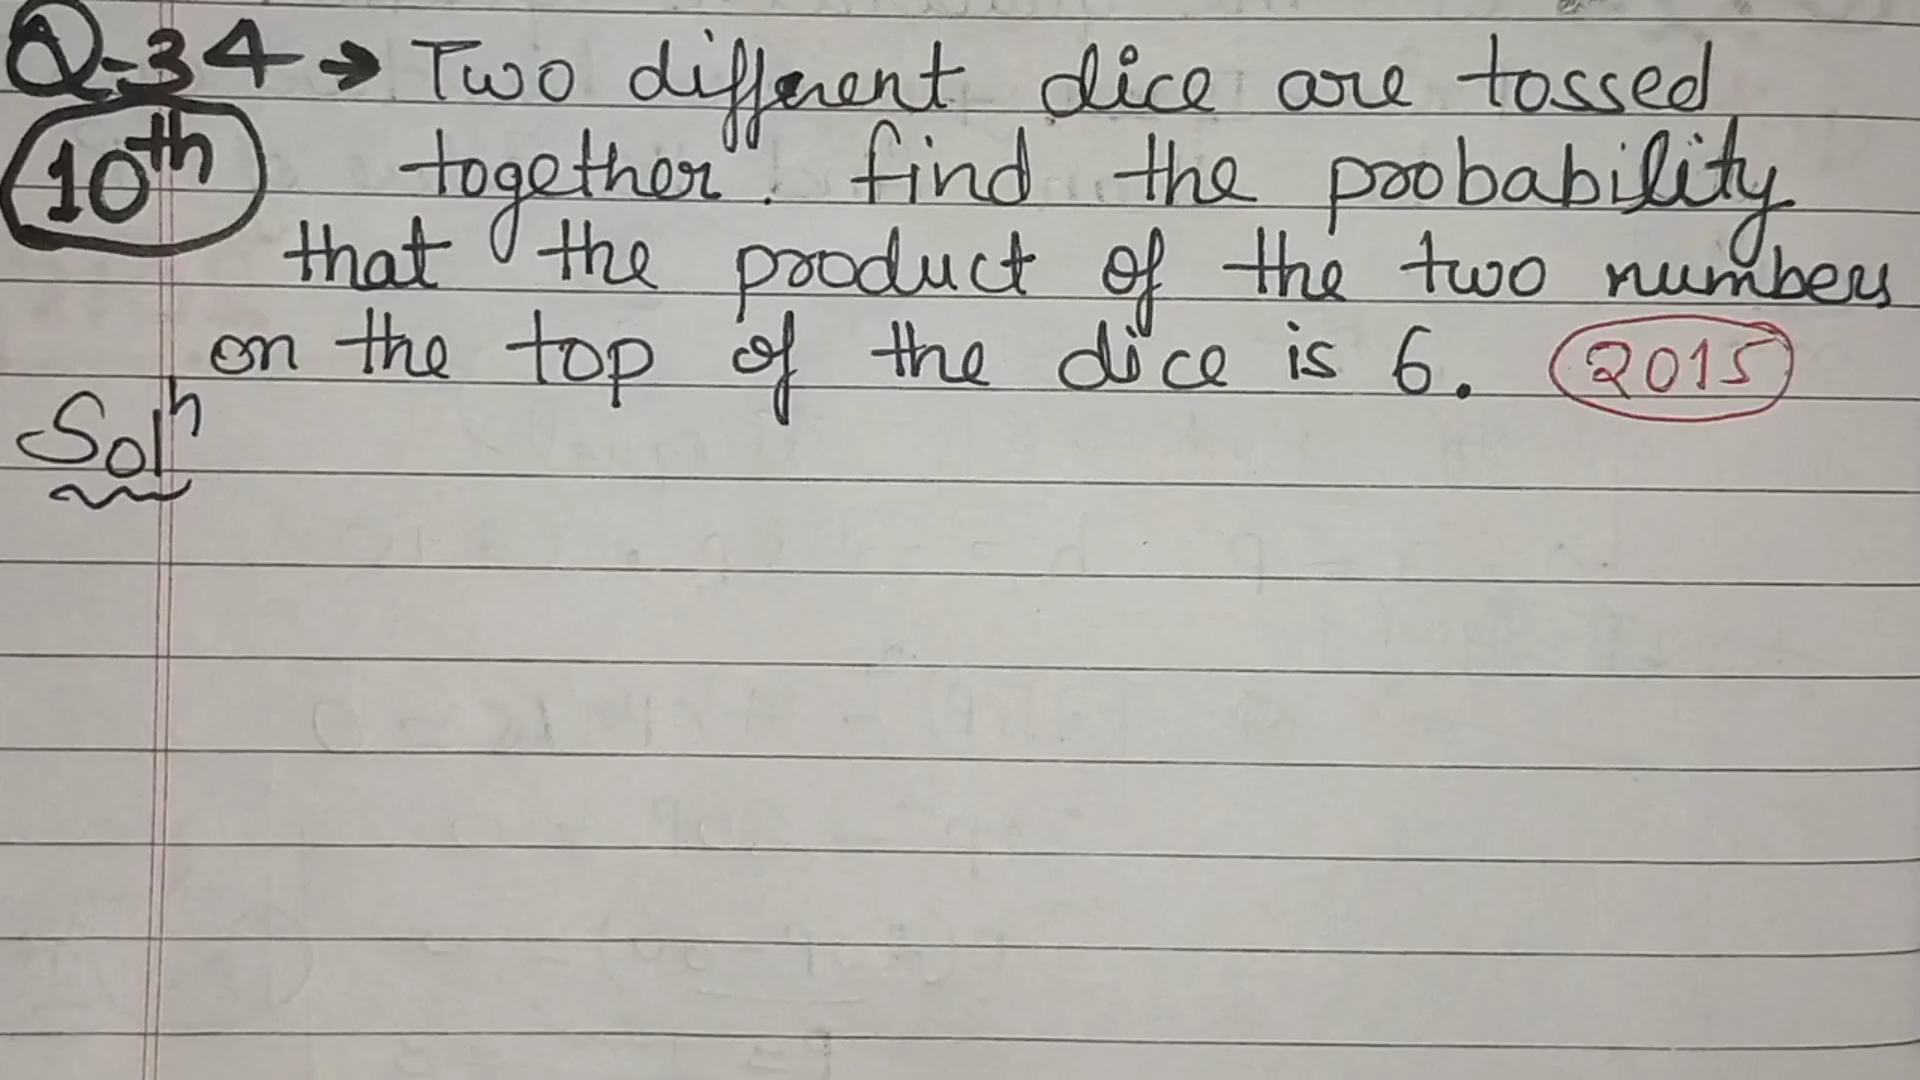 Q-34 → Two different dice are tossed
10th together. find the probability
that the product of the two numbers
on the top of the dice is 6. 2015
Solⁿ